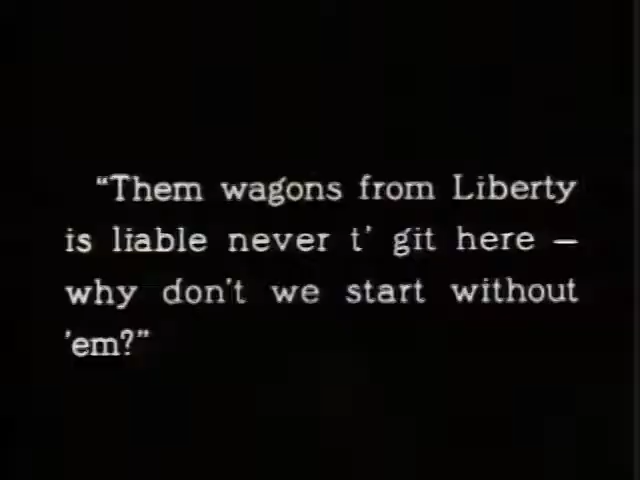 “Them wagons from Liberty
is liable never t' git here —
why don't we start without
'em?”